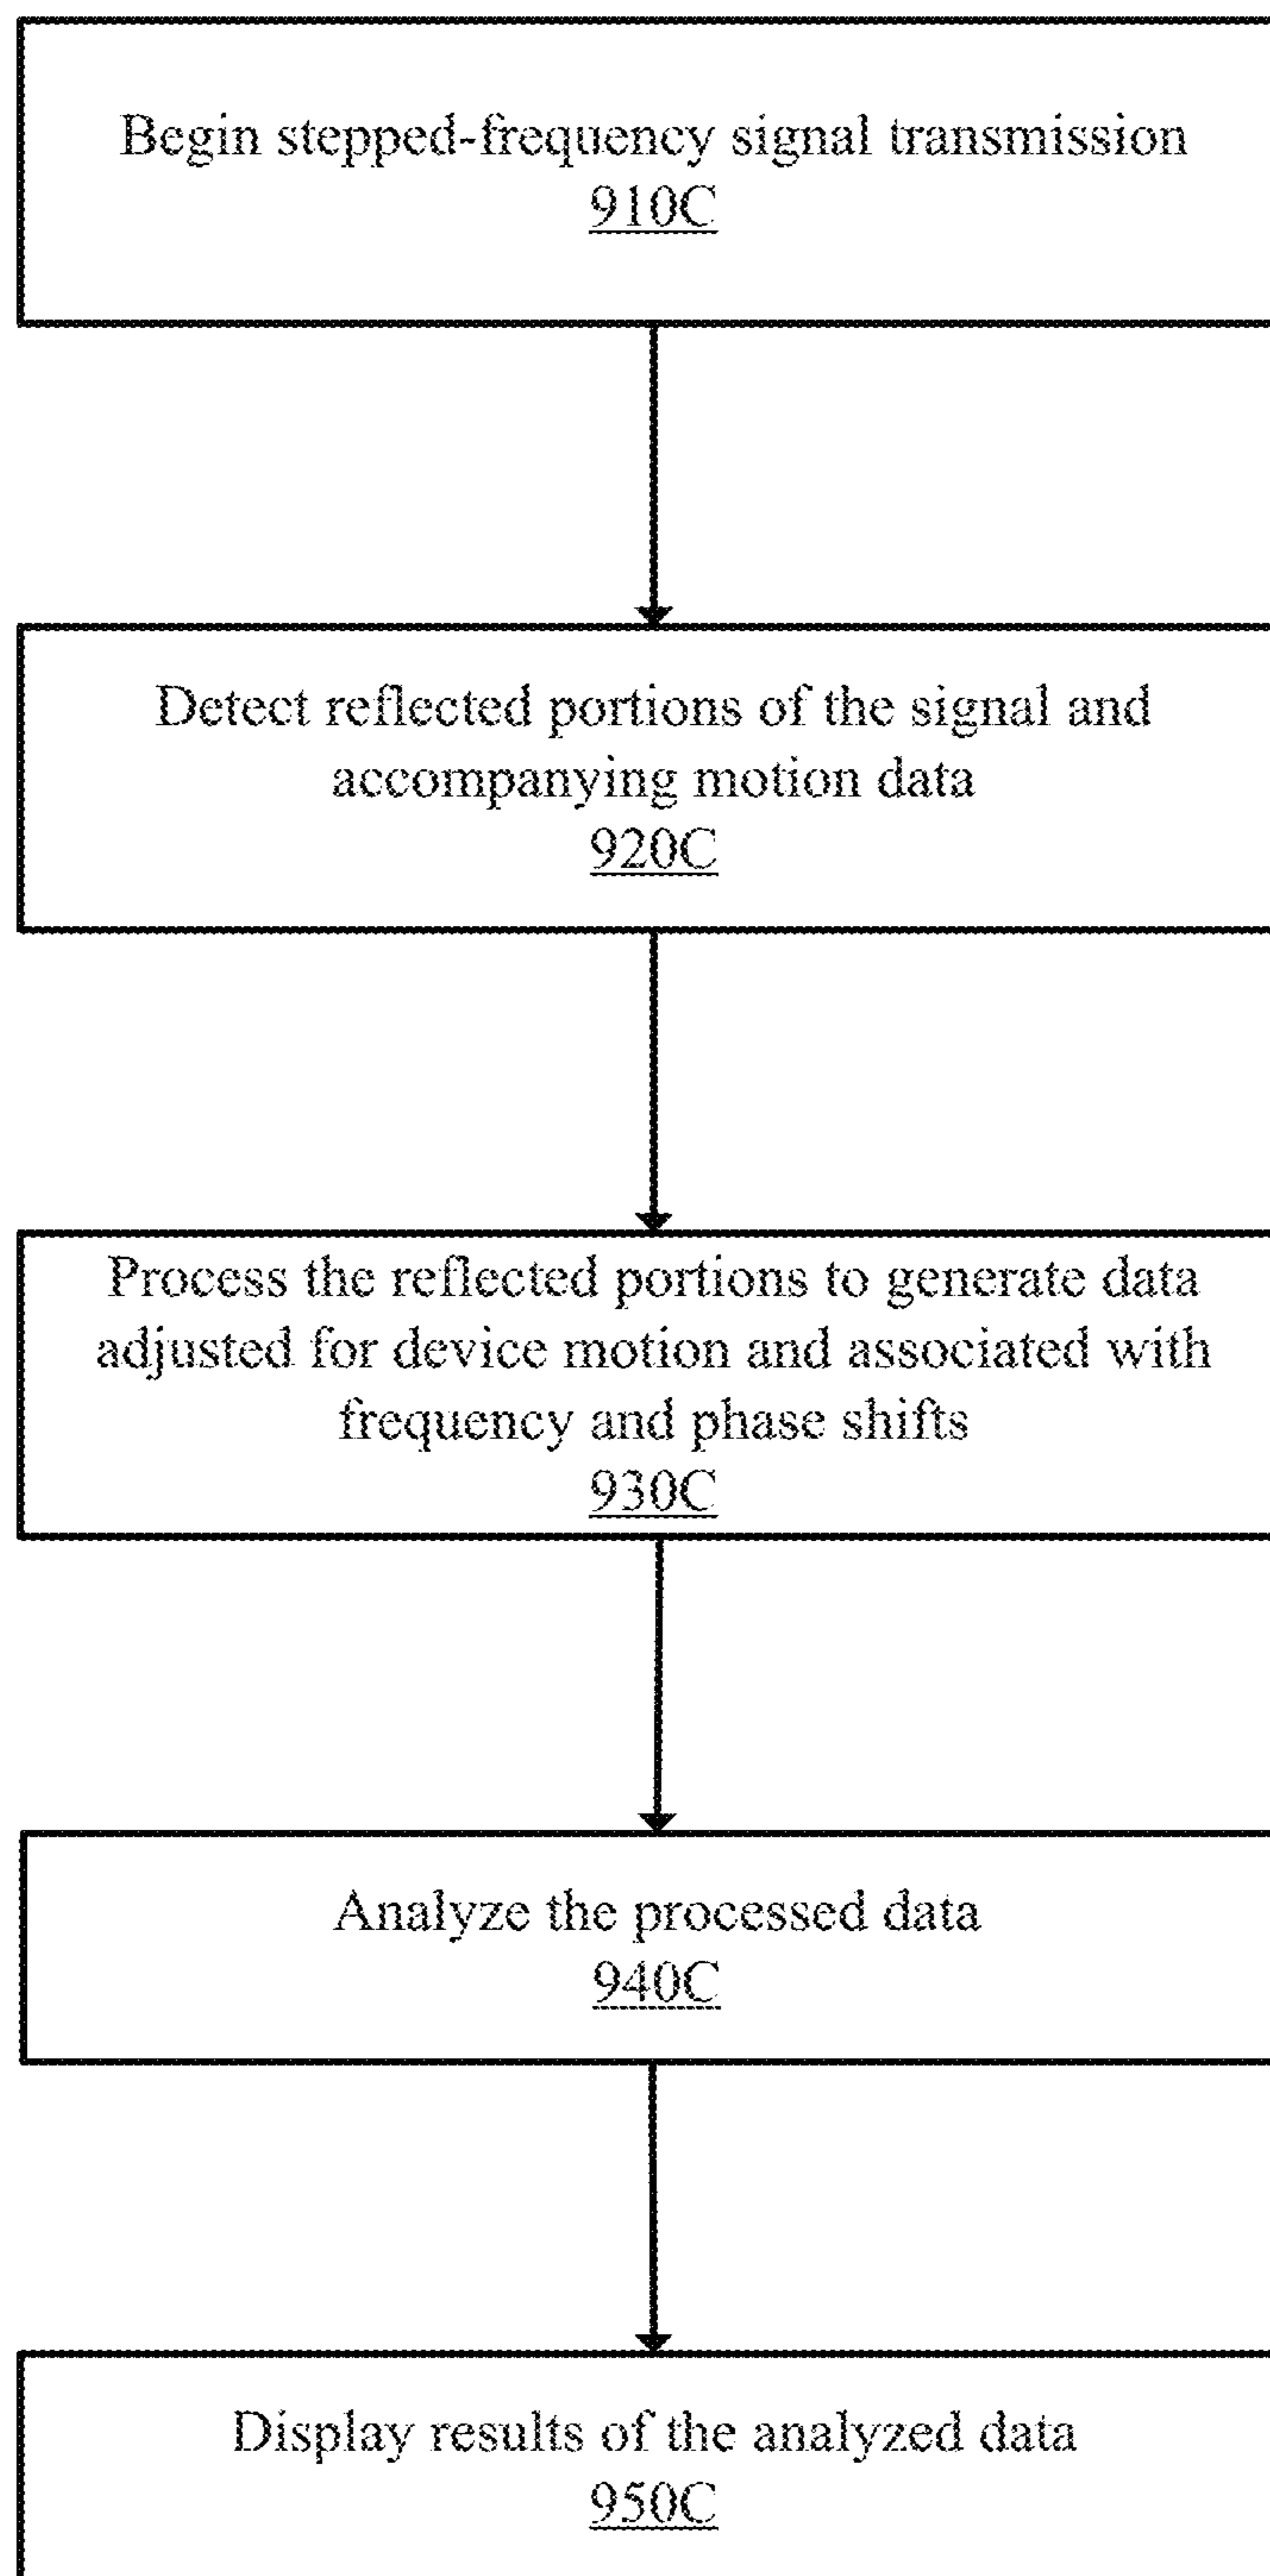 Begin stepped-frequency signal transmission
910C
Detect reflected portions of the signal and
accompanying motion data
920C
Process the reflected portions to generate data
adjusted for device motion and associated with
frequency and phase shifts
930C
Analyze the processed data
940C
Display results of the analyzed data
950C